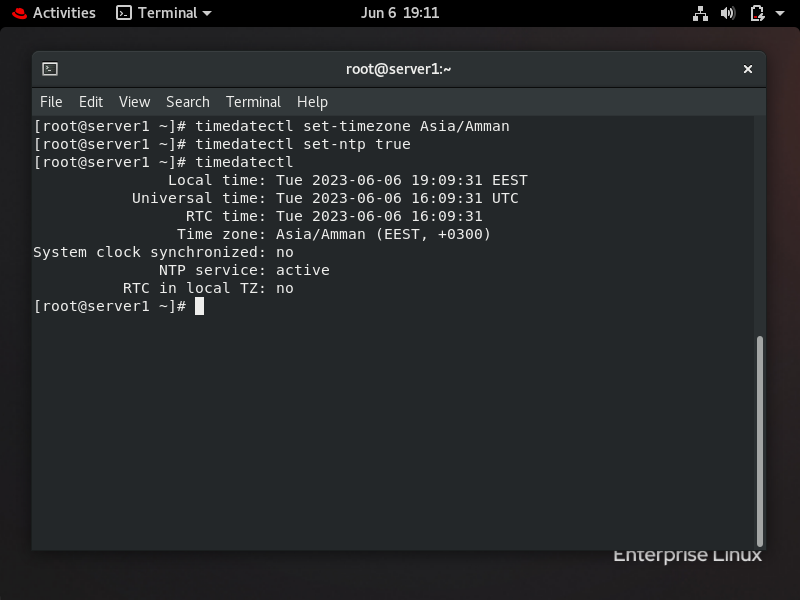 Activities Terminal Jun 6 19:11
root@server1:~
File Edit View Search Terminal Help
[root@server1 ~]# timedatectl set-timezone Asia/Amman
[root@server1 ~]# timedatectl set-ntp true
[root@server1 ~]# timedatectl
Local time: Tue 2023-06-06 19:09:31 EEST
Universal time: Tue 2023-06-06 16:09:31 UTC
RTC time: Tue 2023-06-06 16:09:31
Time zone: Asia/Amman (EEST, +0300)
System clock synchronized: no
NTP service: active
RTC in local TZ: no
[root@server1 ~]#
Enterprise Linux